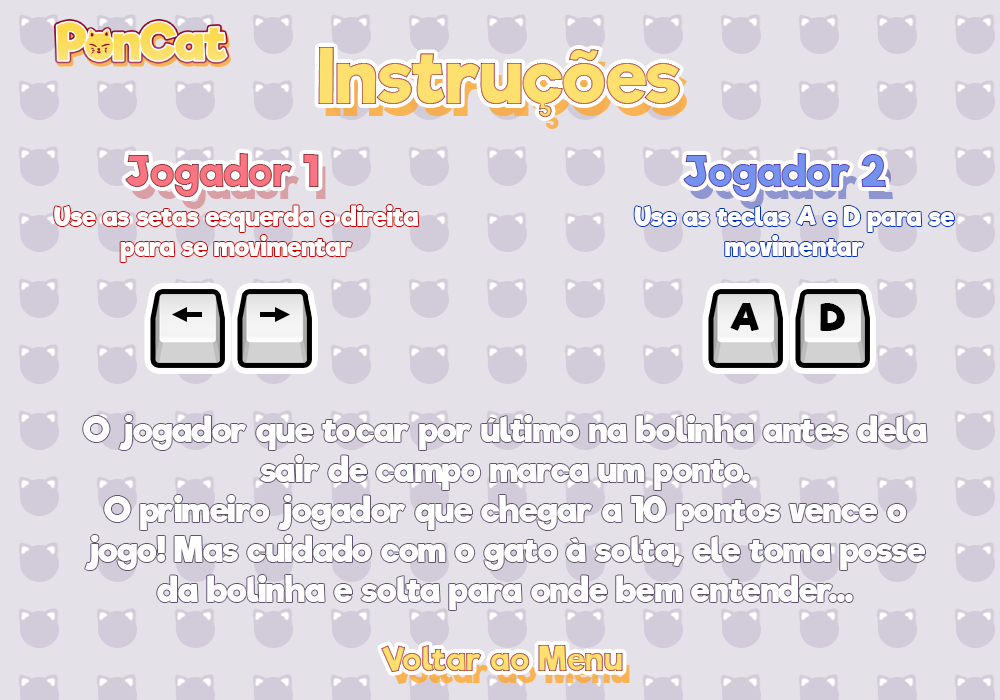 PonCat
Instruções
Jogador 1
Use as setas esquerda e direita
para se movimentar
Jogador 2
Use as teclas A e D para se
movimentar
← →
A D
O jogador que tocar por último na bolinha antes dela
sair de campo marca um ponto.
O primeiro jogador que chegar a 10 pontos vence o
jogo! Mas cuidado com o gato à solta, ele toma posse
da bolinha e solta para onde bem entender...
Voltar ao Menu